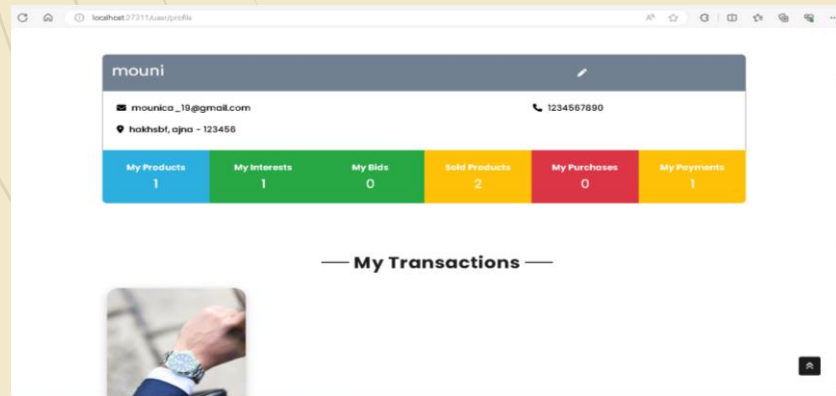 localhost:27311/user/profile
mouni
mounica_19@gmail.com 1234567890
hakhsbf, ajna - 123456
My Products My Interests My Bids Sold Products My Purchases My Payments
1 1 0 2 0 1
My Transactions